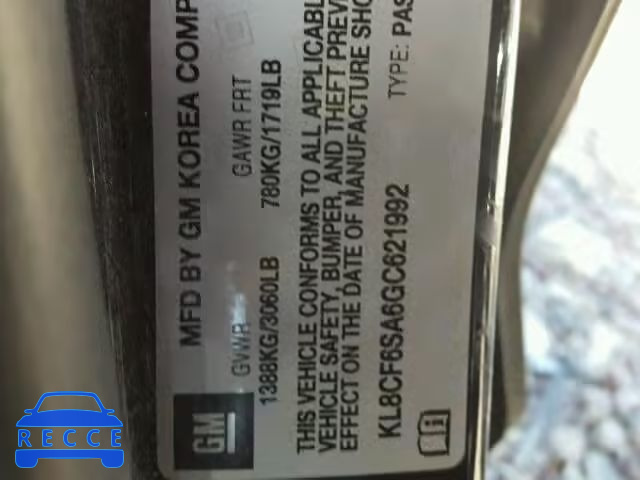 MFD BY GM KOREA COMP
GVWR GAWR FRT
1388KG/3060LB 780KG/1719LB
THIS VEHICLE CONFORMS TO ALL APPLICABL
VEHICLE SAFETY, BUMPER, AND THEFT PREV
EFFECT ON THE DATE OF MANUFACTURE SHO
KL8CF6SA6GC621992 TYPE: PAS
GM
RECCE